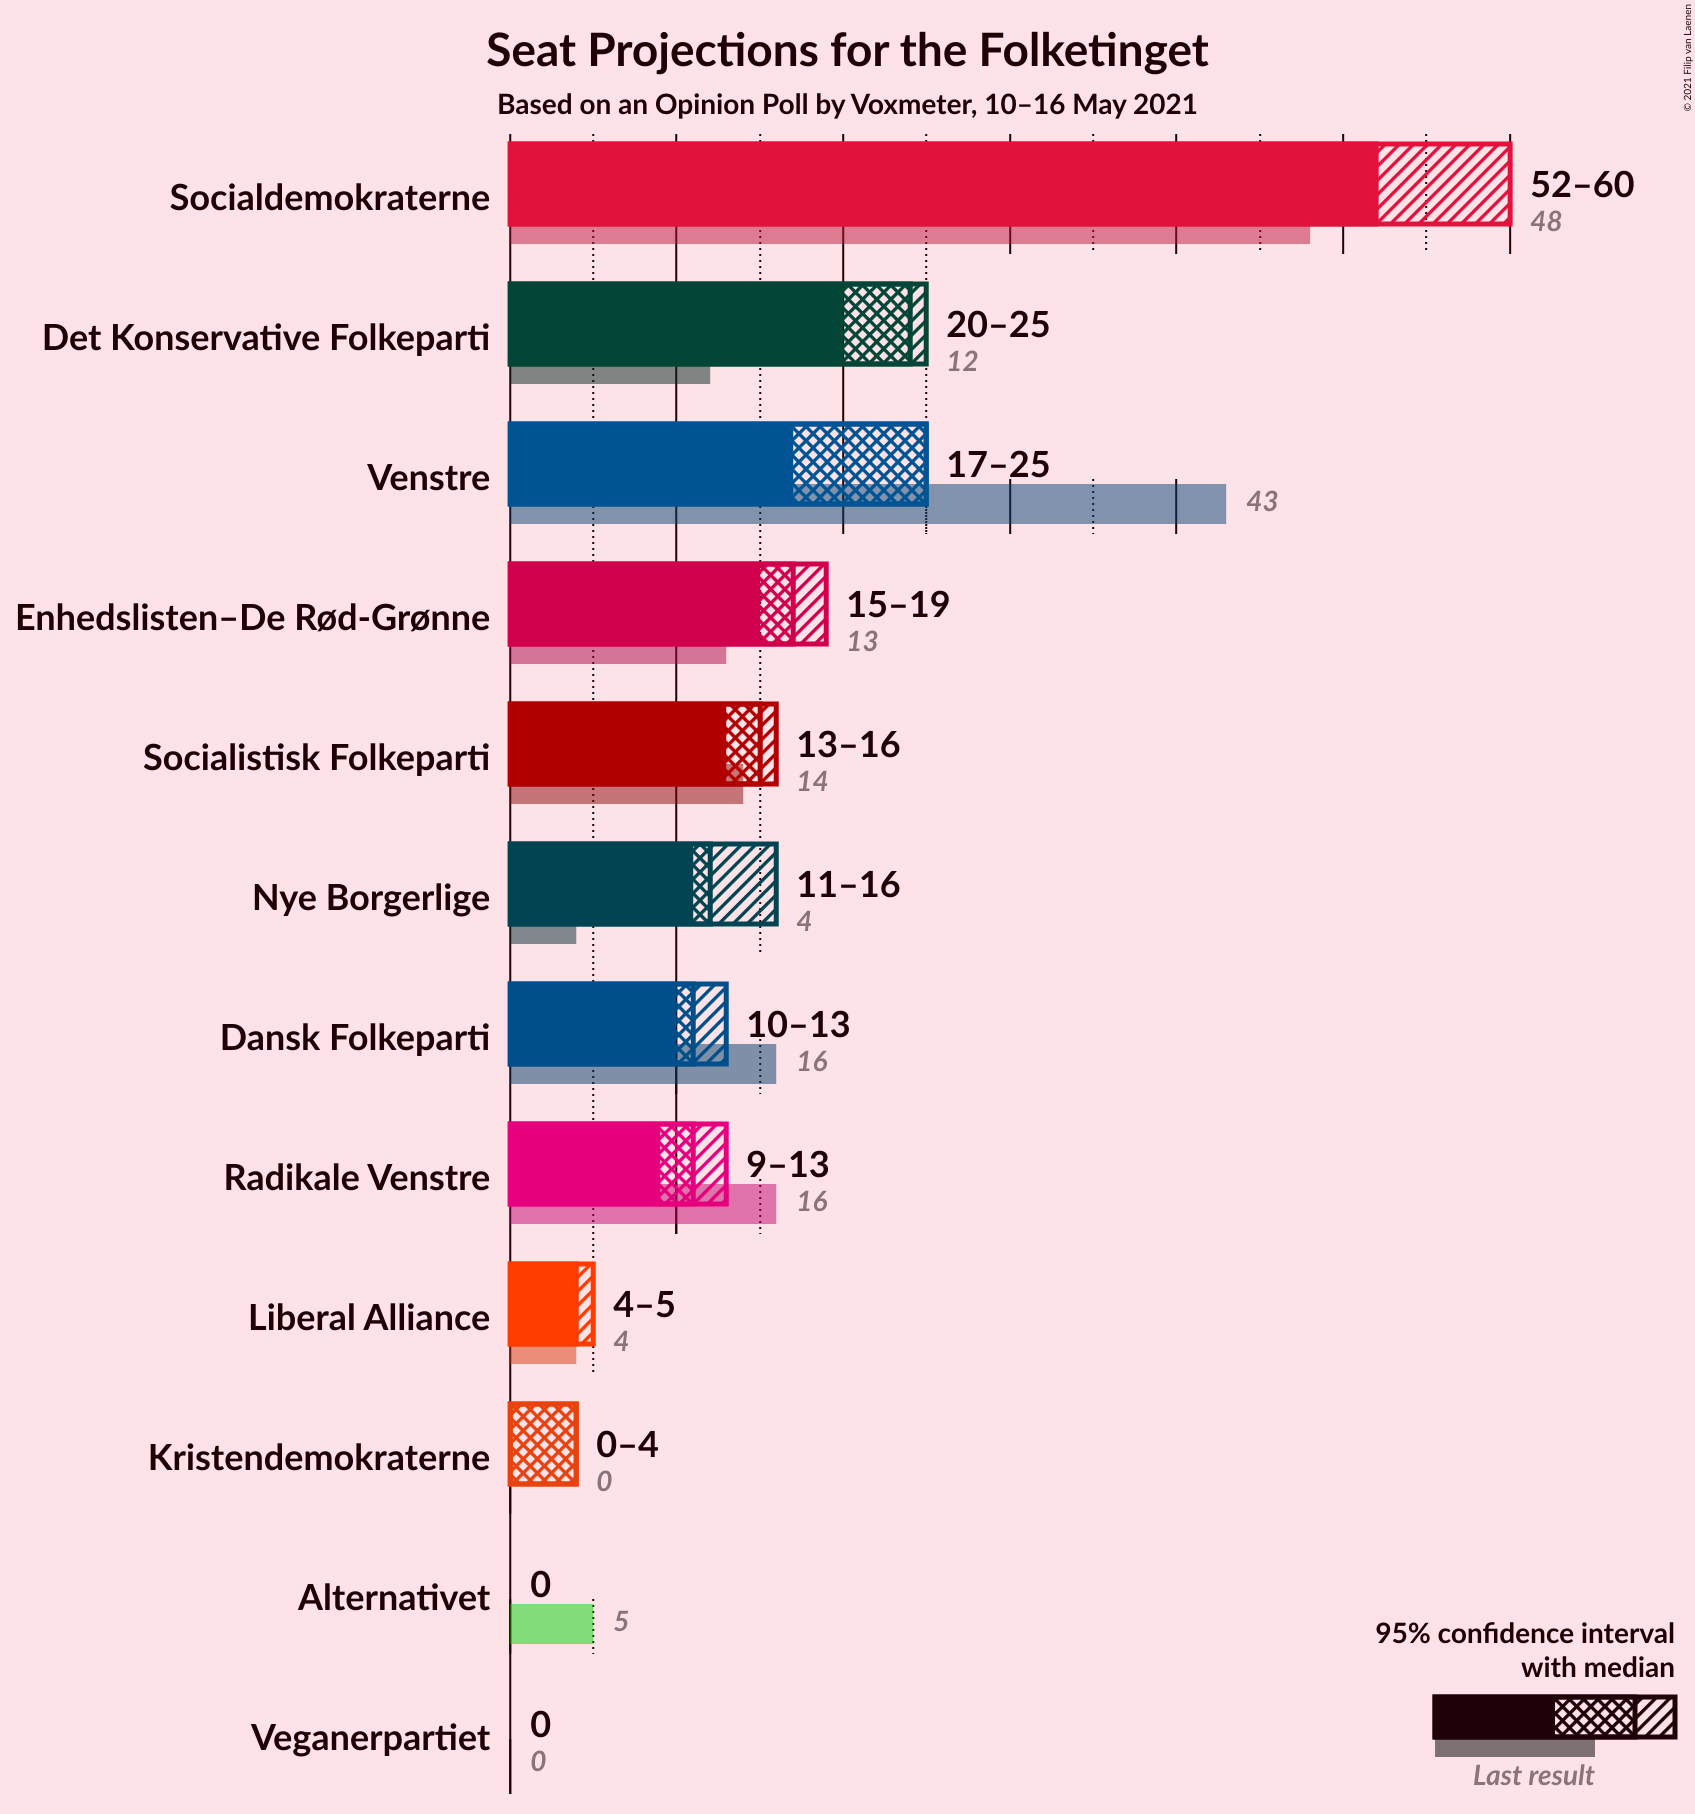 Seat Projections for the Folketinget
Based on an Opinion Poll by Voxmeter, 10–16 May 2021
© 2021 Filip van Laenen
Socialdemokraterne
52–60
48
Det Konservative Folkeparti
20–25
12
Venstre
17–25
43
Enhedslisten–De Rød-Grønne
15–19
13
Socialistisk Folkeparti
13–16
14
Nye Borgerlige
11–16
4
Dansk Folkeparti
10–13
16
Radikale Venstre
9–13
16
Liberal Alliance
4–5
4
Kristendemokraterne
0–4
0
Alternativet
0
5
Veganerpartiet
0
0
95% confidence interval
with median
Last result